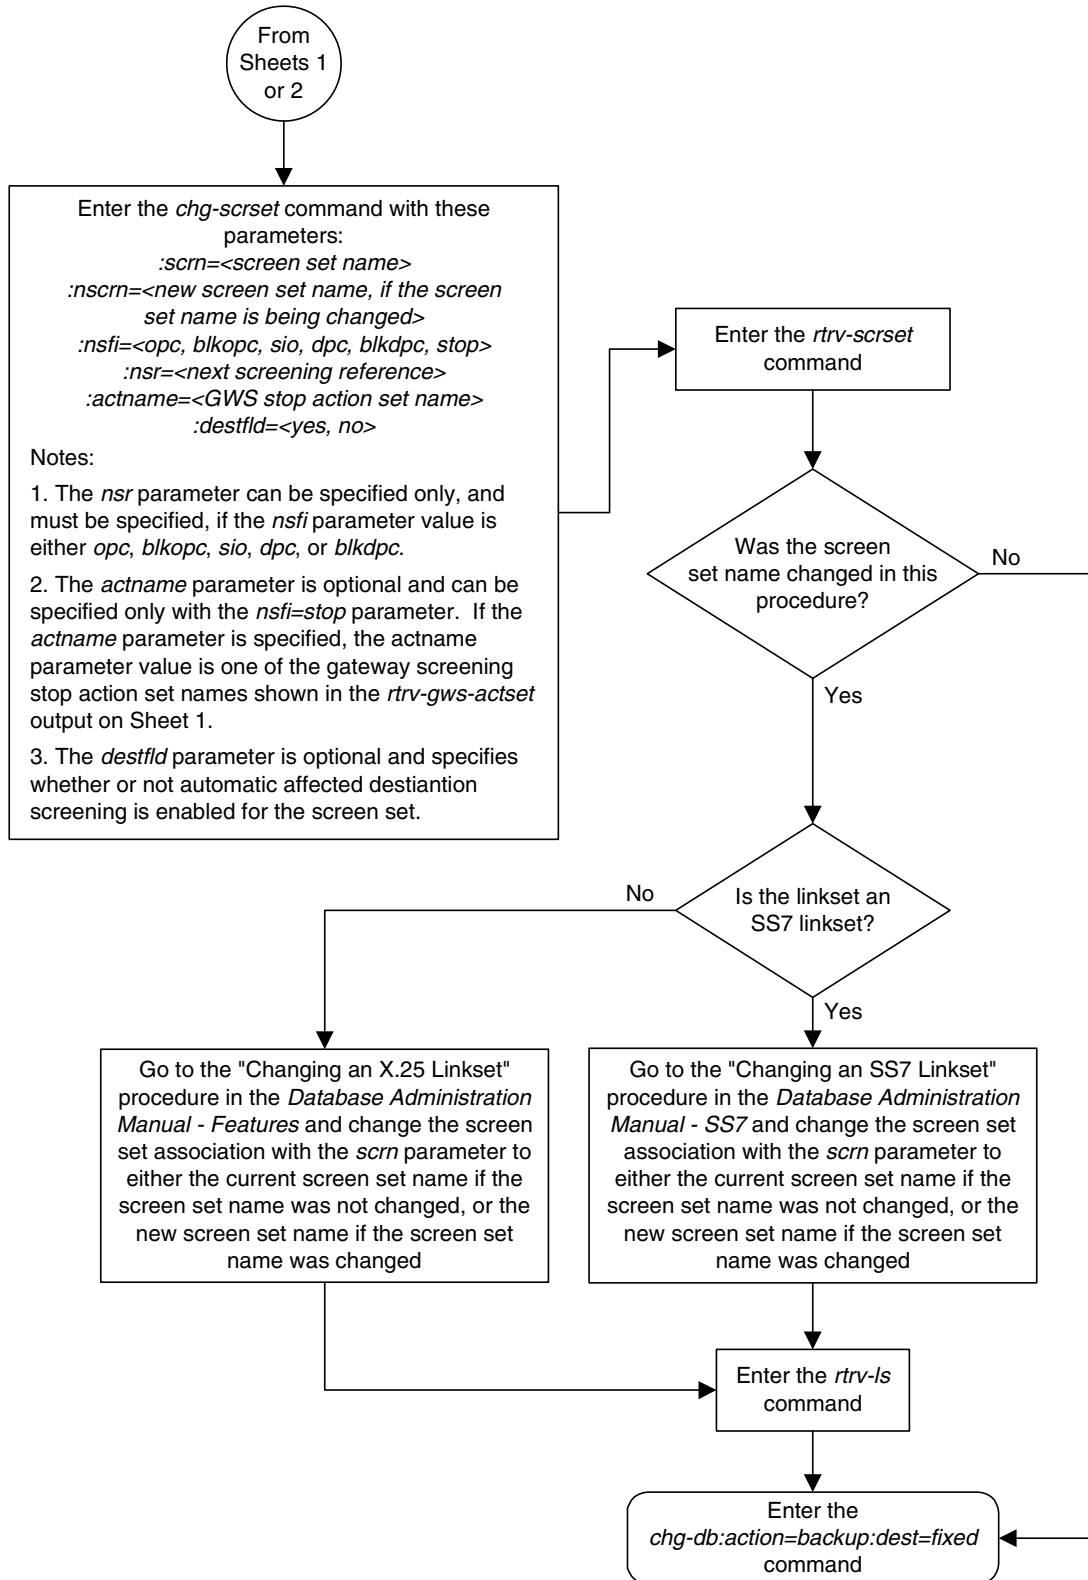 From
Sheets 1
or 2
Enter the chg-scrset command with these
parameters:
:scrn=<screen set name>
:nscrn=<new screen set name, if the screen
set name is being changed>
:nsfi=<opc, blkopc, sio, dpc, blkdpc, stop>
:nsr=<next screening reference>
:actname=<GWS stop action set name>
:destfld=<yes, no>
Notes:
1. The nsr parameter can be specified only, and
must be specified, if the nsfi parameter value is
either opc, blkopc, sio, dpc, or blkdpc.
2. The actname parameter is optional and can be
specified only with the nsfi=stop parameter. If the
actname parameter is specified, the actname
parameter value is one of the gateway screening
stop action set names shown in the rtrv-gws-actset
output on Sheet 1.
3. The destfld parameter is optional and specifies
whether or not automatic affected destiantion
screening is enabled for the screen set.
Enter the rtrv-scrset
command
Was the screen
set name changed in this
procedure?
No
Yes
Is the linkset an
SS7 linkset?
No
Yes
Go to the "Changing an X.25 Linkset"
procedure in the Database Administration
Manual - Features and change the screen
set association with the scrn parameter to
either the current screen set name if the
screen set name was not changed, or the
new screen set name if the screen set
name was changed
Go to the "Changing an SS7 Linkset"
procedure in the Database Administration
Manual - SS7 and change the screen set
association with the scrn parameter to
either the current screen set name if the
screen set name was not changed, or the
new screen set name if the screen set
name was changed
Enter the rtrv-ls
command
Enter the
chg-db:action=backup:dest=fixed
command